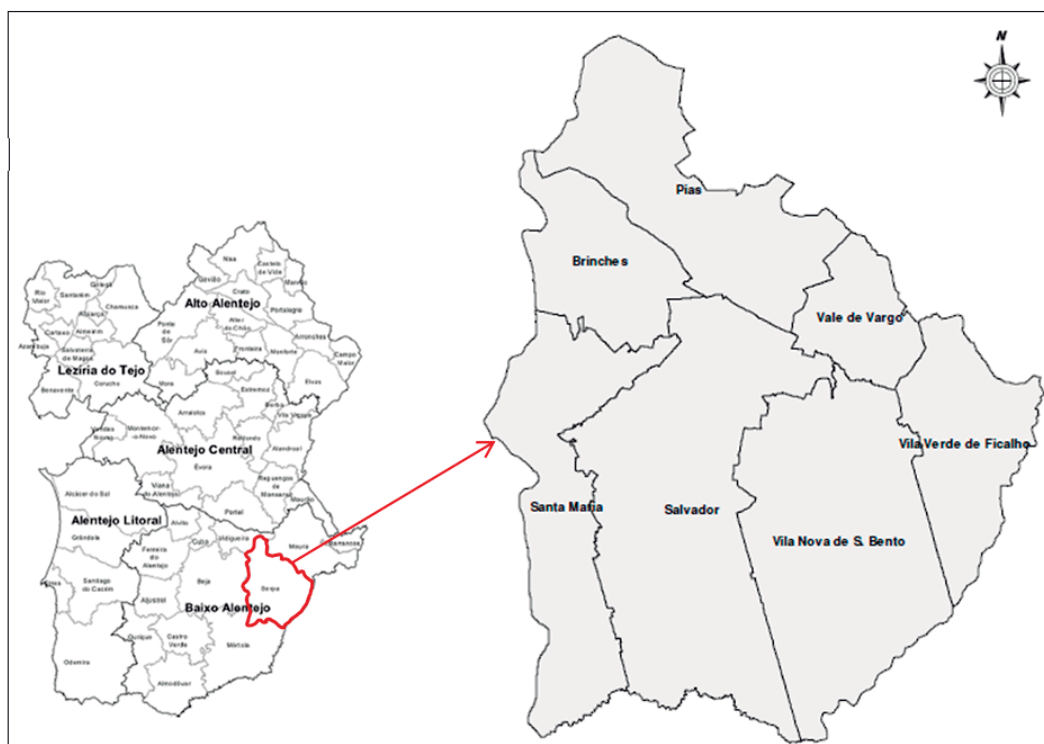 N
Pias
Brinches
Vale de Vargo
Vila Verde de Ficalho
Santa Maria
Salvador
Vila Nova de S. Bento
Nisa
Castelo
de Vide
Gavião
Marvão
Crato
Alto Alentejo
Portalegre
Alter
do Chão
Ponte
de
Sôr
Avis
Fronteira
Monforte
Arronches
Campo
Maior
Elvas
Sousel
Mora
Rio
Maior
Santarém
Golegã
Chamusca
Alpiarça
Almeirim
Cartaxo
Azambuja
Salvaterra
de Magos
Lezíria do Tejo
Coruche
Benavente
Estremoz
Borba
Vila Viçosa
Arraiolos
Vendas
Novas
Montemor-
o-Novo
Redondo
Alandroal
Alentejo Central
Évora
Reguengos
de
Monsaraz
Viana
do Alentejo
Mourão
Portel
Alcácer do Sal
Alentejo Litoral
Grândola
Alvito
Cuba
Vidigueira
Moura
Barrancos
Ferreira
do
Alentejo
Santiago
do Cacém
Sines
Beja
Serpa
Aljustrel
Baixo Alentejo
Ourique
Castro
Verde
Mértola
Odemira
Almodôvar